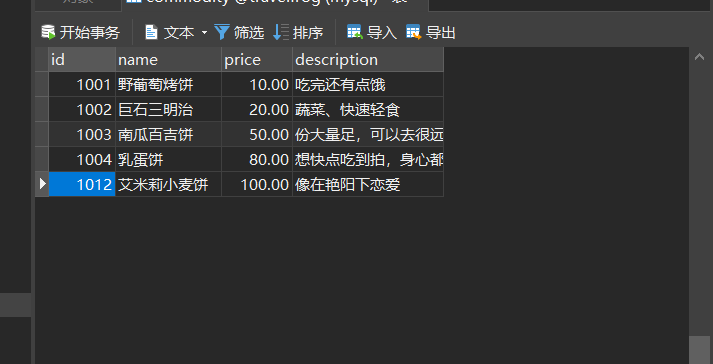 commodity @travelfrog (mysql) - 表
开始事务 文本 筛选 排序 导入 导出
id name price description
1001 野葡萄烤饼 10.00 吃完还有点饿
1002 巨石三明治 20.00 蔬菜、快速轻食
1003 南瓜百吉饼 50.00 份大量足，可以去很远
1004 乳蛋饼 80.00 想快点吃到拍，身心都
1012 艾米莉小麦饼 100.00 像在艳阳下恋爱